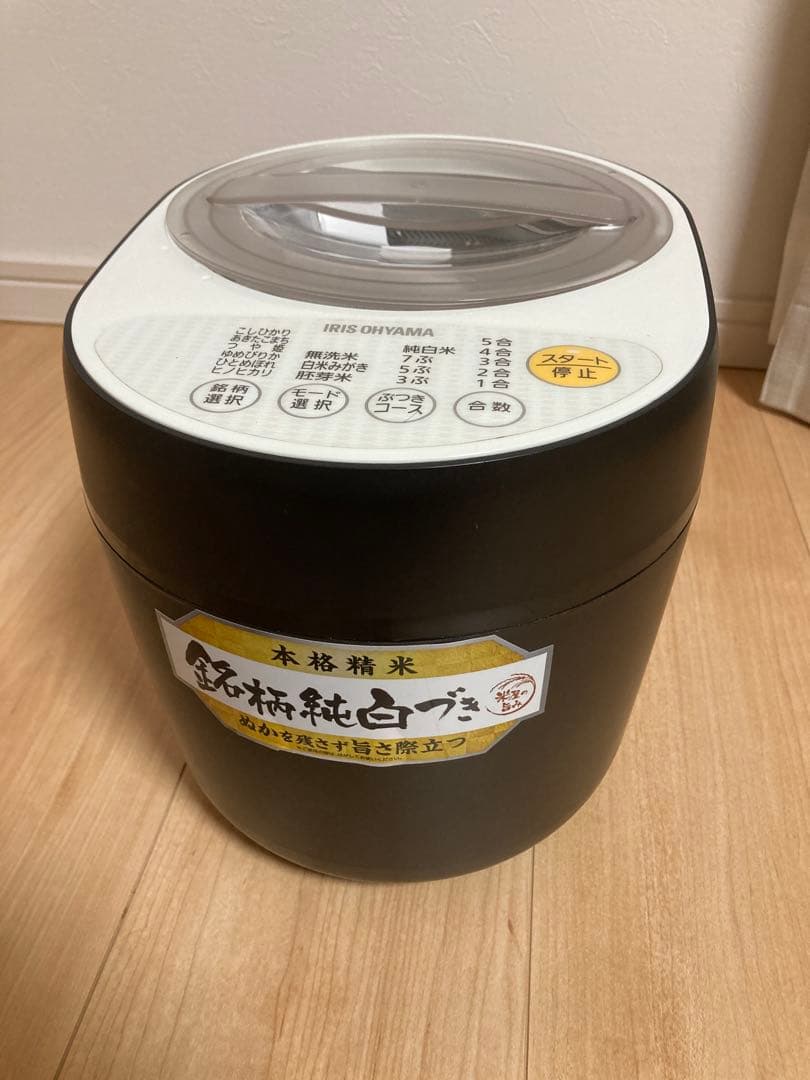 IRIS OHYAMA
こしひかり
あきたこまち
つや姫
ゆめぴりか
ひとめぼれ
ヒノヒカリ
銘柄
選択
無洗米
白米みがき
胚芽米
モード
選択
純白米
7ぶ
5ぶ
3ぶ
ぶつき
コース
5合
4合
3合
2合
1合
合数
スタート
停止
本格精米
銘柄純白づき
米屋の
旨み
ぬかを残さず旨さ際立つ